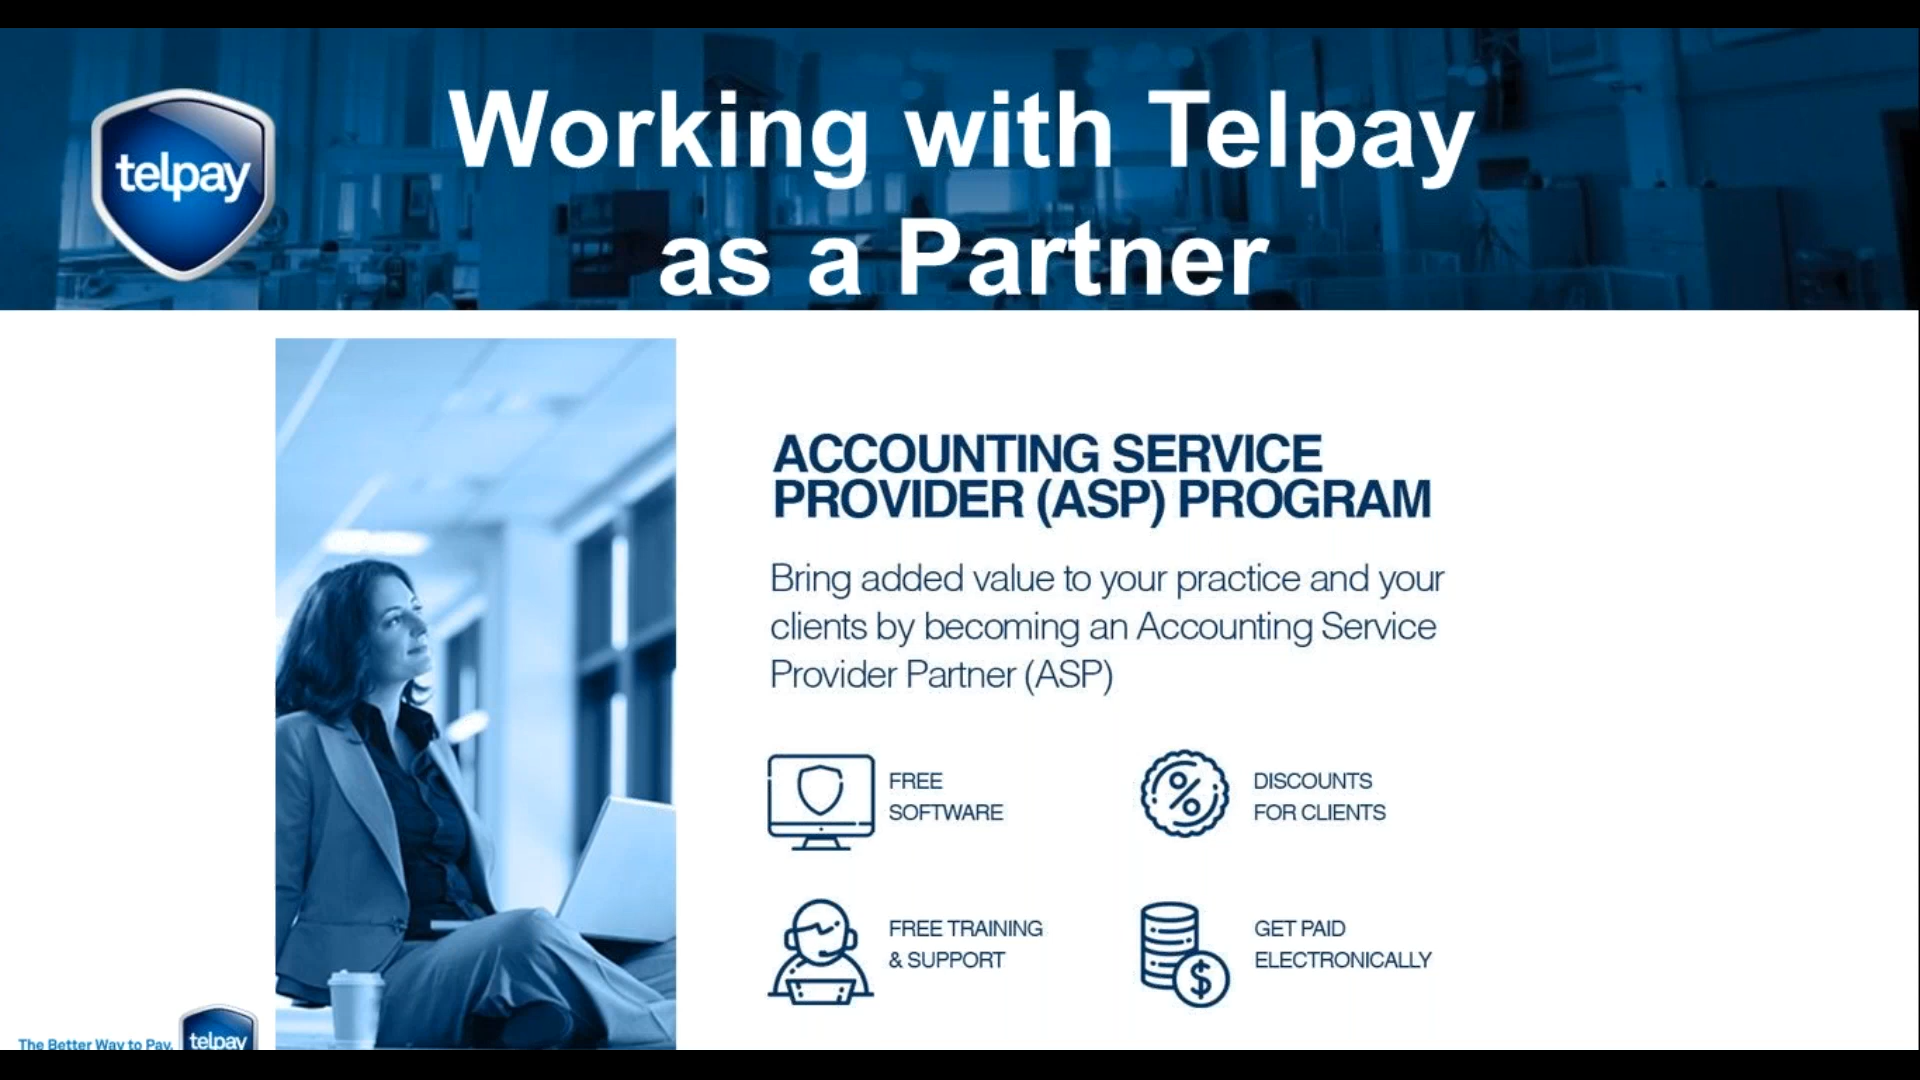 telpay
Working with Telpay
as a Partner
ACCOUNTING SERVICE
PROVIDER (ASP) PROGRAM
Bring added value to your practice and your
clients by becoming an Accounting Service
Provider Partner (ASP)
FREE
SOFTWARE
DISCOUNTS
FOR CLIENTS
FREE TRAINING
& SUPPORT
GET PAID
ELECTRONICALLY
The Better Way to Pay.
telpay